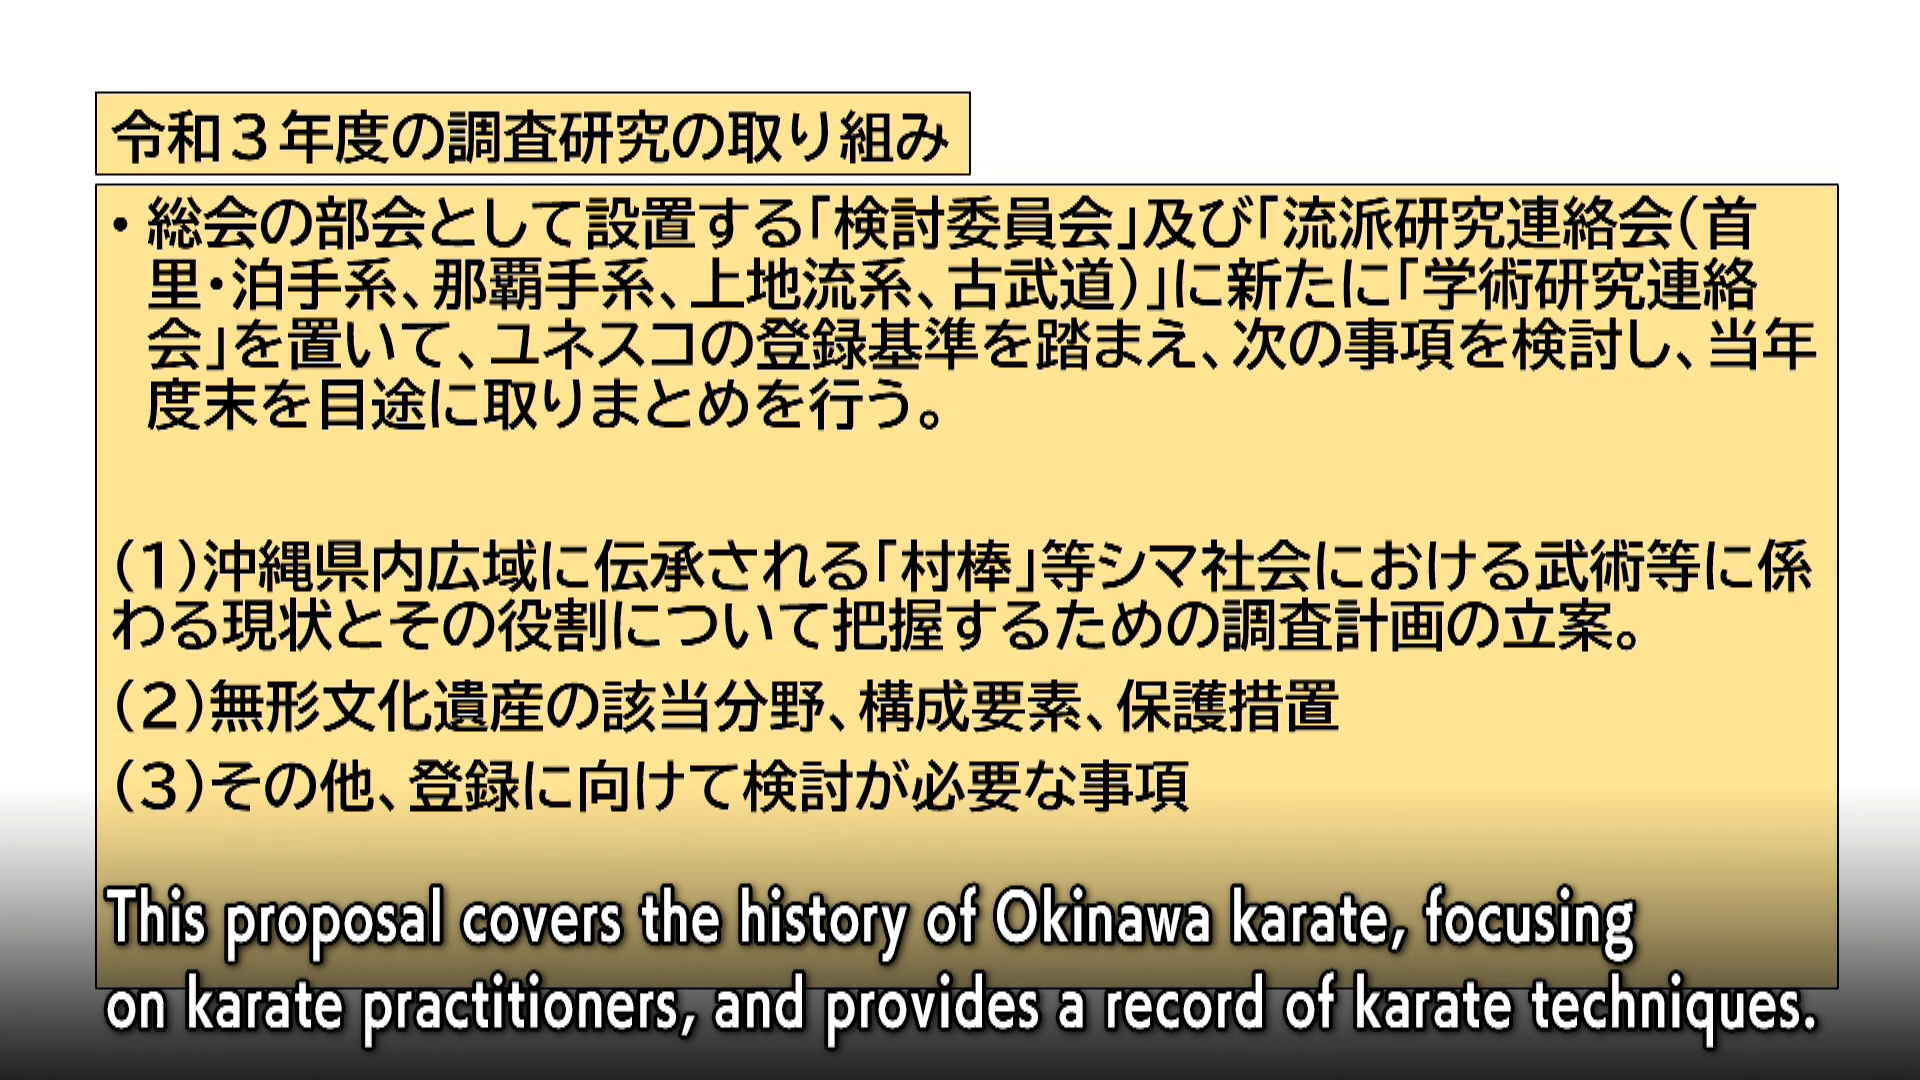 令和３年度の調査研究の取り組み
・総会の部会として設置する「検討委員会」及び「流派研究連絡会（首
里・泊手系、那覇手系、上地流系、古武道）」に新たに「学術研究連絡
会」を置いて、ユネスコの登録基準を踏まえ、次の事項を検討し、当年
度末を目途に取りまとめを行う。
（１）沖縄県内広域に伝承される「村棒」等シマ社会における武術等に係
わる現状とその役割について把握するための調査計画の立案。
（２）無形文化遺産の該当分野、構成要素、保護措置
（３）その他、登録に向けて検討が必要な事項
This proposal covers the history of Okinawa karate, focusing
on karate practitioners, and provides a record of karate techniques.